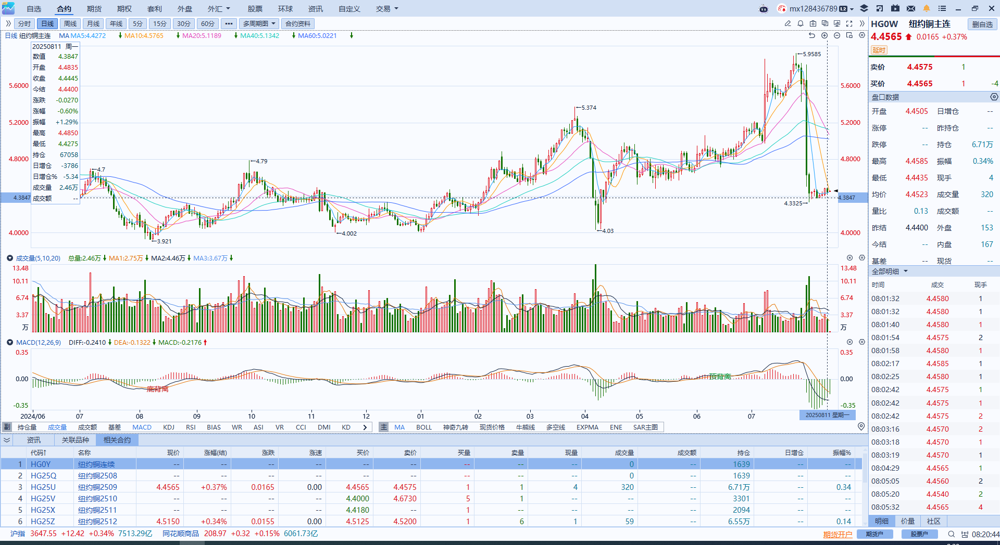 自选 合约 期货 期权 套利 外盘 外汇 股票 环球 资讯 自定义 交易 mx128436789 L2
分时 日线 周线 月线 年线 5分 15分 30分 60分 ••• 多周期图 合约资料
HG0W 纽约铜主连 删自选
日线 纽约铜主连 MA MA5:4.4272 MA10:4.5765 MA20:5.1189 MA40:5.1342 MA60:5.0221
4.4565 0.0165 +0.37%
延时
20250811 周一
数值 4.3847
开盘 4.4835
收盘 4.4445
今结 4.4400
涨跌 -0.0270
涨幅 -0.60%
振幅 +1.29%
最高 4.4850
最低 4.4275
持仓 67058
日增仓 -3786
日增仓% -5.34
成交量 2.46万
成交额 --
5.6000
5.2000
4.8000
4.3847
4.0000
5.9585
5.374
4.79
4.7
3.921
4.002
4.03
4.3325
5.6000
5.2000
4.8000
4.3847
4.0000
卖价 4.4575 1
买价 4.4565 1 -4
盘口数据
开盘 4.4505 日增仓 --
涨停 -- 昨持仓 --
跌停 -- 持仓 6.71万
最高 4.4585 振幅 0.34%
最低 4.4435 现手 4
均价 4.4523 成交量 320
量比 0.13 成交额 --
昨结 4.4400 外盘 153
今结 -- 内盘 167
基差 -- 现货 --
成交量(5,10,20) 总量:2.46万 MA1:2.75万 MA2:4.46万 MA3:3.67万
13.48 13.48
10.11 10.11
6.74 6.74
3.37 3.37
万 万
MACD(12,26,9) DIFF:-0.2410 DEA:-0.1322 MACD:-0.2176
0.35 0.35
0.00 0.00
-0.35 -0.35
底背离
顶背离
2024/06 07 08 09 10 11 12 01 02 03 04 05 06 07 20250811 星期一
副 持仓量 成交量 成交额 基差 MACD KDJ RSI BIAS WR ASI VR CCI DMI KD 主 MA BOLL 神奇九转 现货价格 牛能线 多空线 EXPMA ENE SAR主图
全部明细
时间 成交 现手
08:01:32 4.4580 1
08:01:32 4.4580 1
08:01:40 4.4580 1
08:01:54 4.4575 2
08:01:58 4.4580 1
08:02:17 4.4585 1
08:02:25 4.4580 1
08:02:42 4.4575 1
08:02:42 4.4575 1
08:02:42 4.4575 2
08:03:16 4.4570 2
08:03:18 4.4570 1
08:03:19 4.4570 1
08:04:29 4.4565 1
08:05:05 4.4560 2
08:05:20 4.4540 2
08:05:32 4.4565 4
明细 价量 社区
资讯 关联品种 相关合约
代码↑ 名称 现价 涨幅(结) 涨跌 涨速 买价 卖价 买量 卖量 现量 成交量 成交额 持仓 日增仓 振幅%
1 HG0Y 纽约铜连续 -- -- -- -- -- -- -- -- -- 0 -- 1639 -- --
2 HG25Q 纽约铜2508 -- -- -- -- -- -- -- -- -- 0 -- 1639 -- --
3 HG25U 纽约铜2509 4.4565 +0.37% 0.0165 0.00 4.4565 4.4575 1 1 4 320 -- 6.71万 -- 0.34
4 HG25V 纽约铜2510 -- -- -- -- 4.4000 4.6730 5 1 -- -- -- 3301 -- --
5 HG25X 纽约铜2511 -- -- -- -- 4.4180 -- 1 -- -- -- -- 2094 -- --
6 HG25Z 纽约铜2512 4.5150 +0.34% 0.0155 0.00 4.5125 4.5200 1 6 1 59 -- 6.55万 -- 0.14
沪指 3647.55 +12.42 +0.34% 7513.29亿 同花顺商品 208.97 +0.32 +0.15% 6061.73亿 期货开户 期货户 股票户 08:20:44